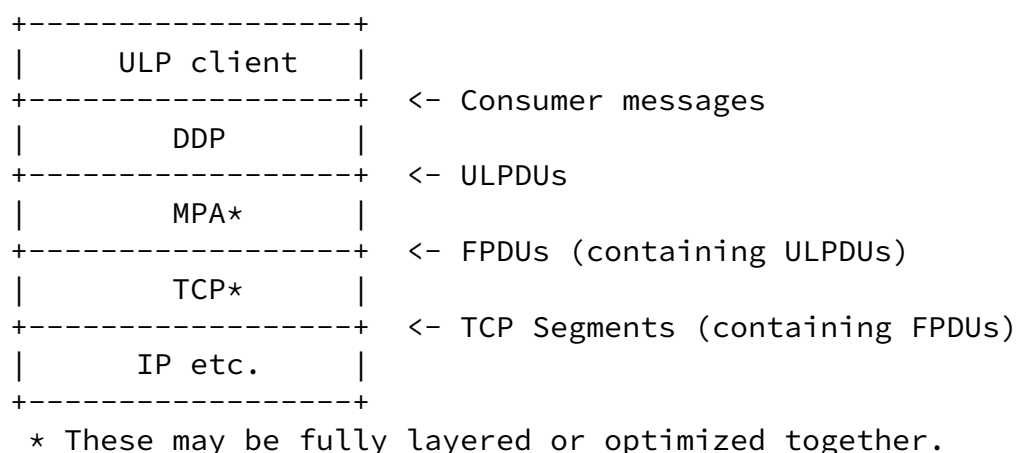 +------------------+
|     ULP client   |
+------------------+  <- Consumer messages
|        DDP       |
+------------------+  <- ULPDUs
|        MPA*      |
+------------------+  <- FPDUs (containing ULPDUs)
|        TCP*      |
+------------------+  <- TCP Segments (containing FPDUs)
|      IP etc.     |
+------------------+
 * These may be fully layered or optimized together.